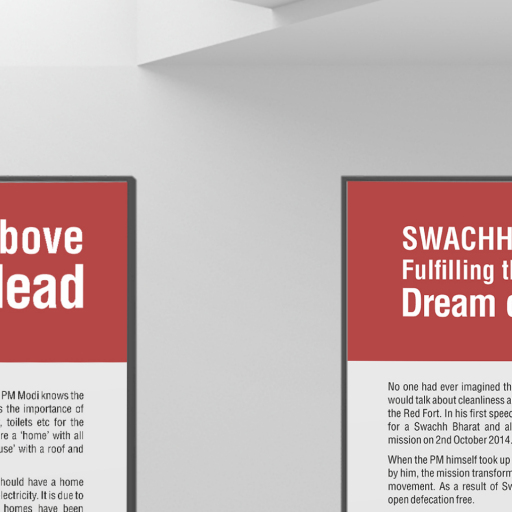 bove
lead
PM Modi knows the
s the importance of
, toilets etc for the
re a 'home' with all
use' with a roof and
hould have a home
lectricity. It is due to
homes have been
SWACHH
Fulfilling th
Dream o
No one had ever imagined th
would talk about cleanliness a
the Red Fort. In his first speec
for a Swachh Bharat and al
mission on 2nd October 2014.
When the PM himself took up
by him, the mission transform
movement. As a result of Sw
open defecation free.